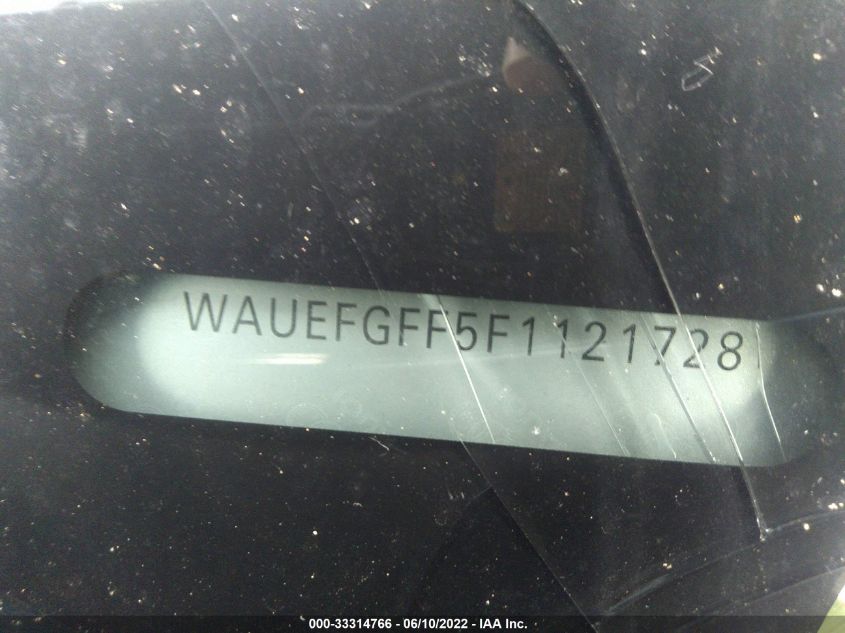 WAUEFGFF5F1121728
000-33314766 - 06/10/2022 - IAA Inc.